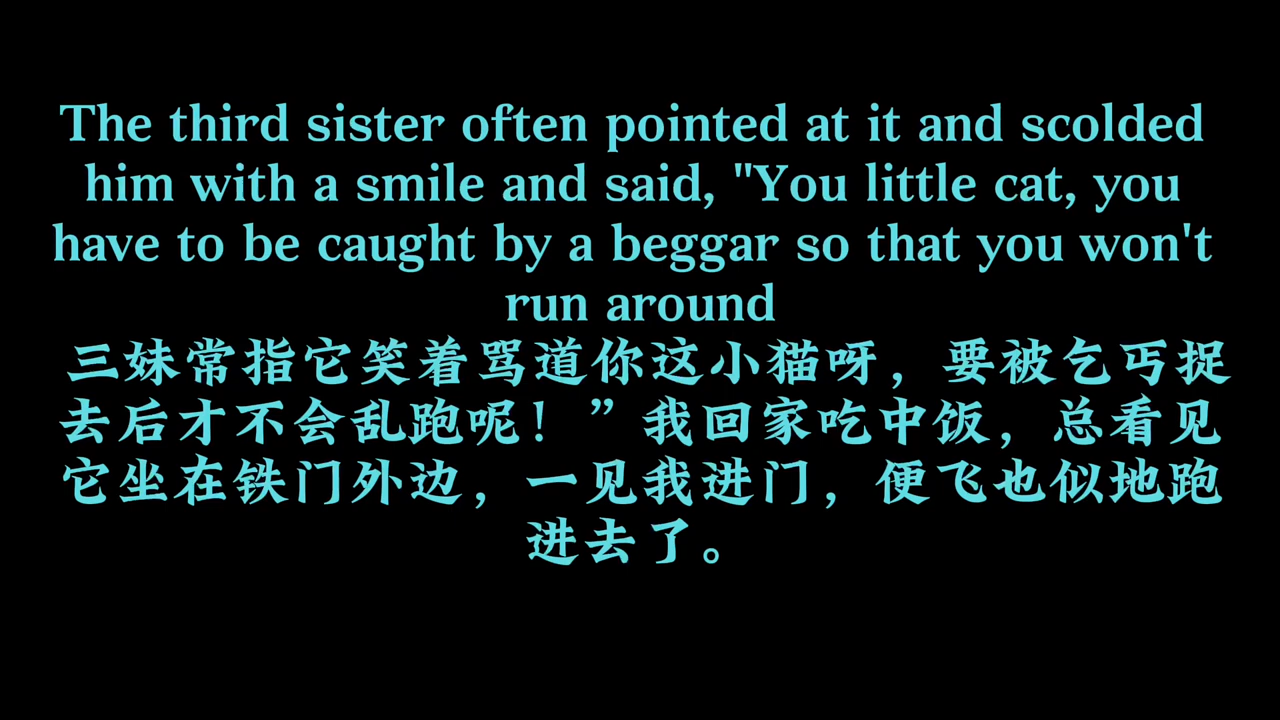 The third sister often pointed at it and scolded
him with a smile and said, "You little cat, you
have to be caught by a beggar so that you won't
run around
三妹常指它笑着骂道你这小猫呀，要被乞丐捉
去后才不会乱跑呢！”我回家吃中饭，总看见
它坐在铁门外边，一见我进门，便飞也似地跑
进去了。